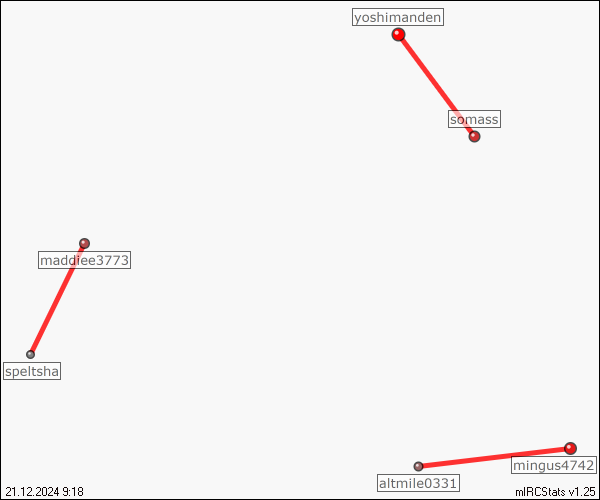 yoshimanden
somass
maddiee3773
speltsha
mingus4742
altmile0331
21.12.2024 9:18
mIRCStats v1.25